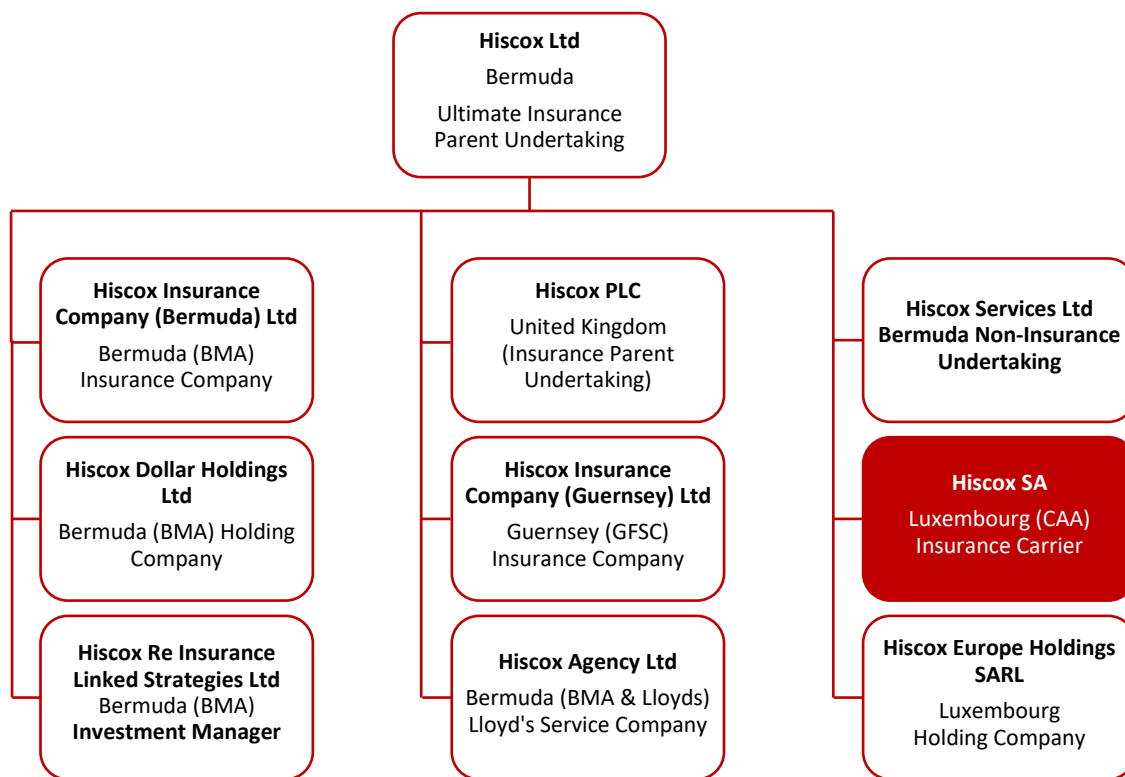 Hiscox Ltd
Bermuda
Ultimate Insurance
Parent Undertaking
Hiscox Insurance
Company (Bermuda) Ltd
Bermuda (BMA)
Insurance Company
Hiscox PLC
United Kingdom
(Insurance Parent
Undertaking)
Hiscox Services Ltd
Bermuda Non-Insurance
Undertaking
Hiscox Dollar Holdings
Ltd
Bermuda (BMA) Holding
Company
Hiscox Insurance
Company (Guernsey) Ltd
Guernsey (GFSC)
Insurance Company
Hiscox SA
Luxembourg (CAA)
Insurance Carrier
Hiscox Re Insurance
Linked Strategies Ltd
Bermuda (BMA)
Investment Manager
Hiscox Agency Ltd
Bermuda (BMA & Lloyds)
Lloyd's Service Company
Hiscox Europe Holdings
SARL
Luxembourg
Holding Company